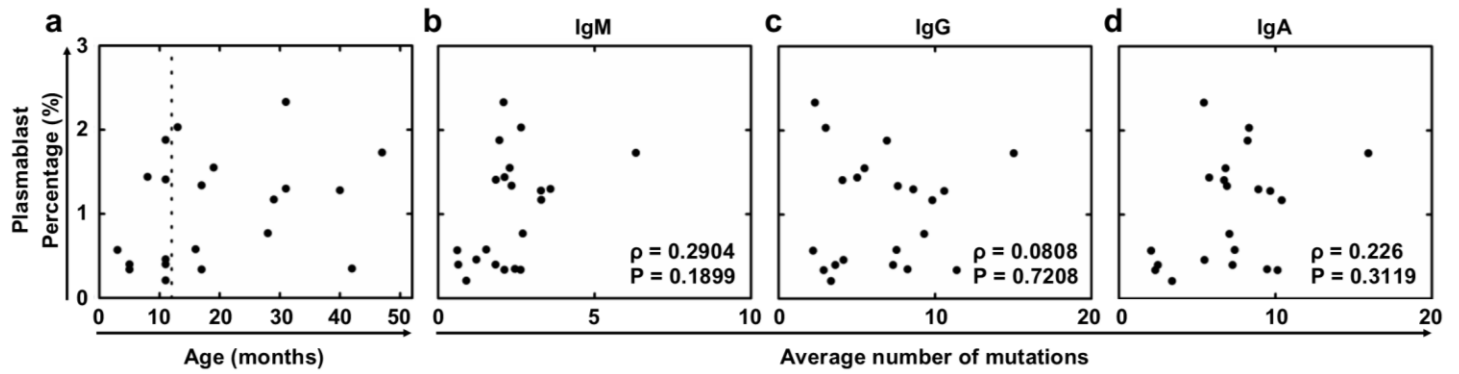 a
b
c
d
IgM
IgG
IgA
Plasmablast
Percentage (%)
3
2
1
0
ρ = 0.2904
P = 0.1899
ρ = 0.0808
P = 0.7208
ρ = 0.226
P = 0.3119
0 10 20 30 40 50
0 5 10
0 10 20
0 10 20
Age (months)
Average number of mutations